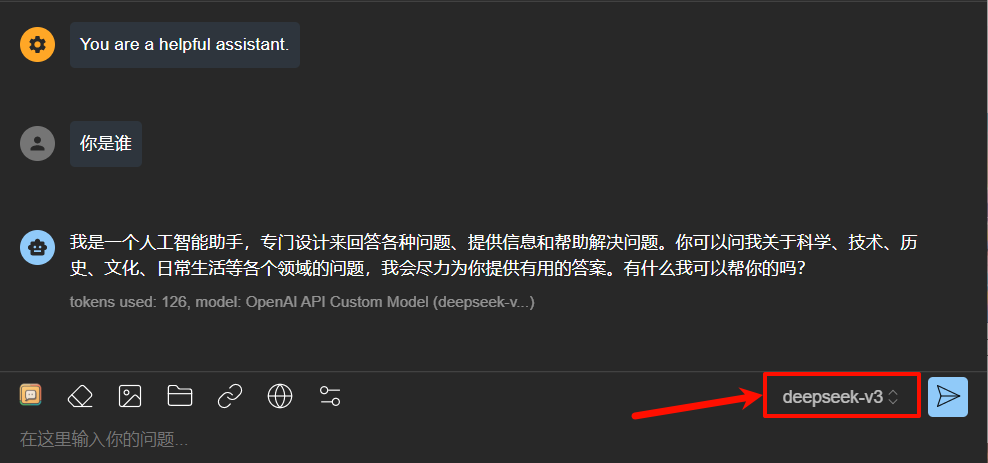 You are a helpful assistant.
你是谁
我是一个人工智能助手，专门设计来回答各种问题、提供信息和帮助解决问题。你可以问我关于科学、技术、历
史、文化、日常生活等各个领域的问题，我会尽力为你提供有用的答案。有什么我可以帮你的吗？
tokens used: 126, model: OpenAI API Custom Model (deepseek-v...)
deepseek-v3
在这里输入你的问题...